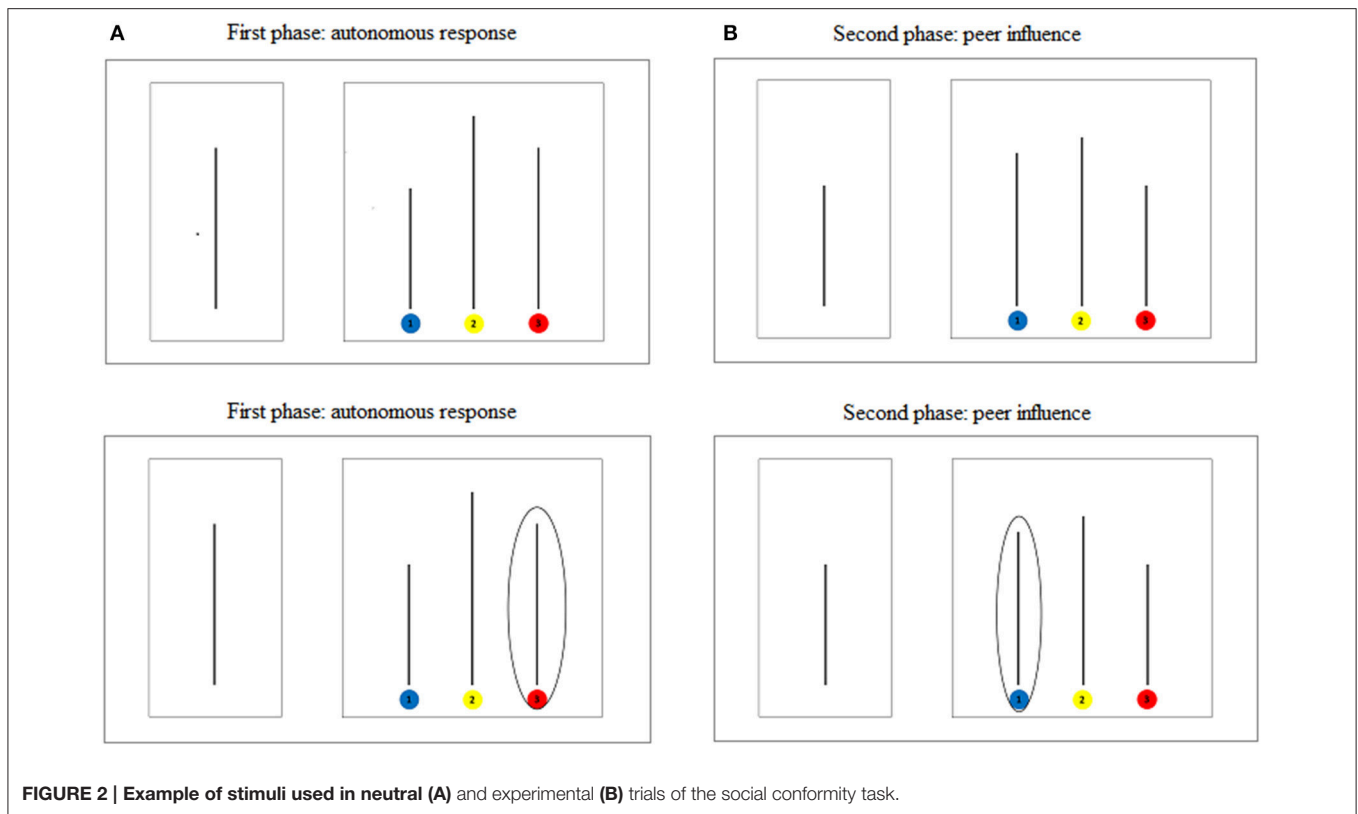 A First phase: autonomous response
B Second phase: peer influence
1 2 3
1 2 3
First phase: autonomous response
Second phase: peer influence
1 2 3
1 2 3
FIGURE 2 | Example of stimuli used in neutral (A) and experimental (B) trials of the social conformity task.